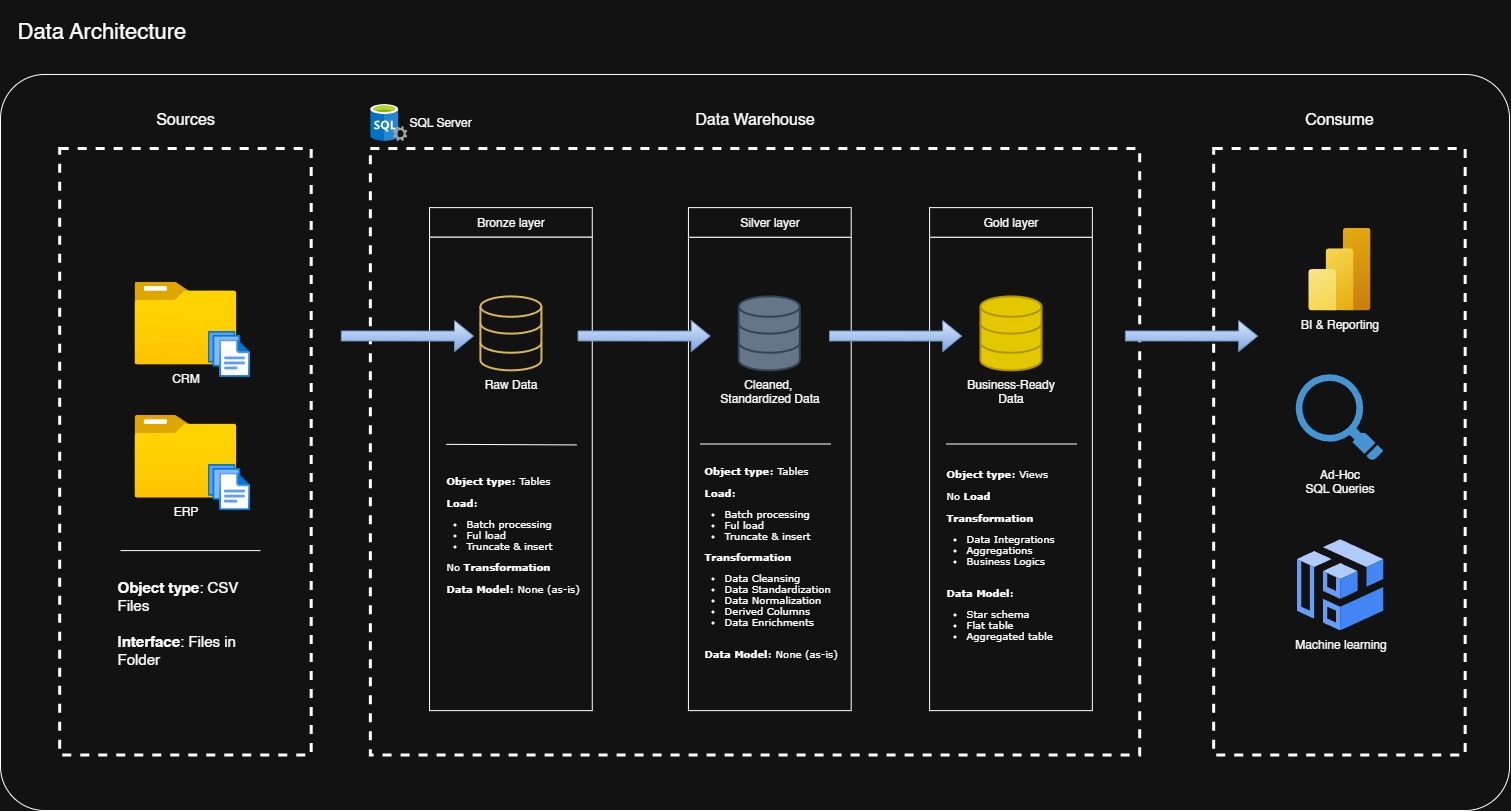 Data Architecture
Sources
SQL
SQL Server
Data Warehouse
Consume
CRM
ERP
Object type: CSV
Files
Interface: Files in
Folder
Bronze layer
Raw Data
Object type: Tables
Load:
• Batch processing
• Ful load
• Truncate & insert
No Transformation
Data Model: None (as-is)
Silver layer
Cleaned,
Standardized Data
Object type: Tables
Load:
• Batch processing
• Ful load
• Truncate & insert
Transformation
• Data Cleansing
• Data Standardization
• Data Normalization
• Derived Columns
• Data Enrichments
Data Model: None (as-is)
Gold layer
Business-Ready
Data
Object type: Views
No Load
Transformation
• Data Integrations
• Aggregations
• Business Logics
Data Model:
• Star schema
• Flat table
• Aggregated table
BI & Reporting
Ad-Hoc
SQL Queries
Machine learning